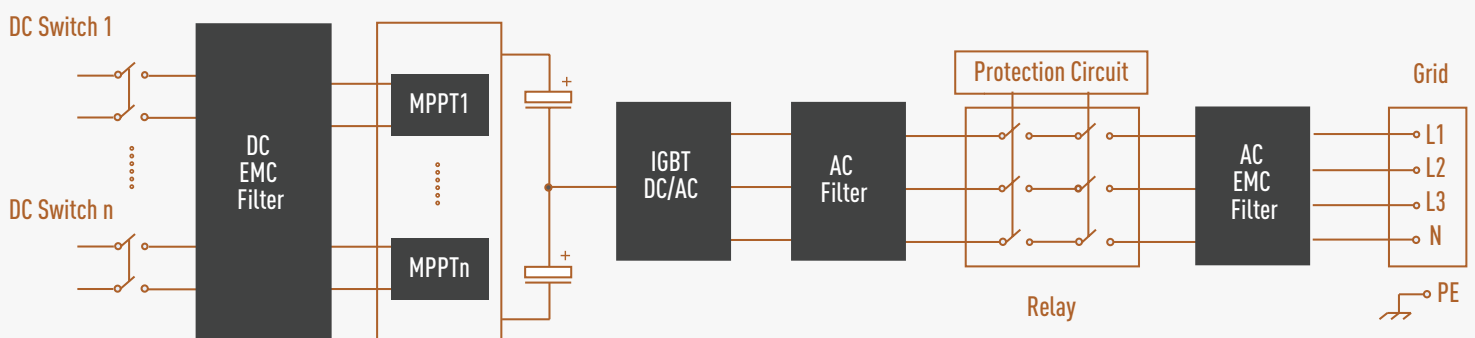 DC Switch 1
DC Switch n
DC
EMC
Filter
MPPT1
MPPTn
+
+
IGBT
DC/AC
AC
Filter
Protection Circuit
Relay
AC
EMC
Filter
Grid
L1
L2
L3
N
PE